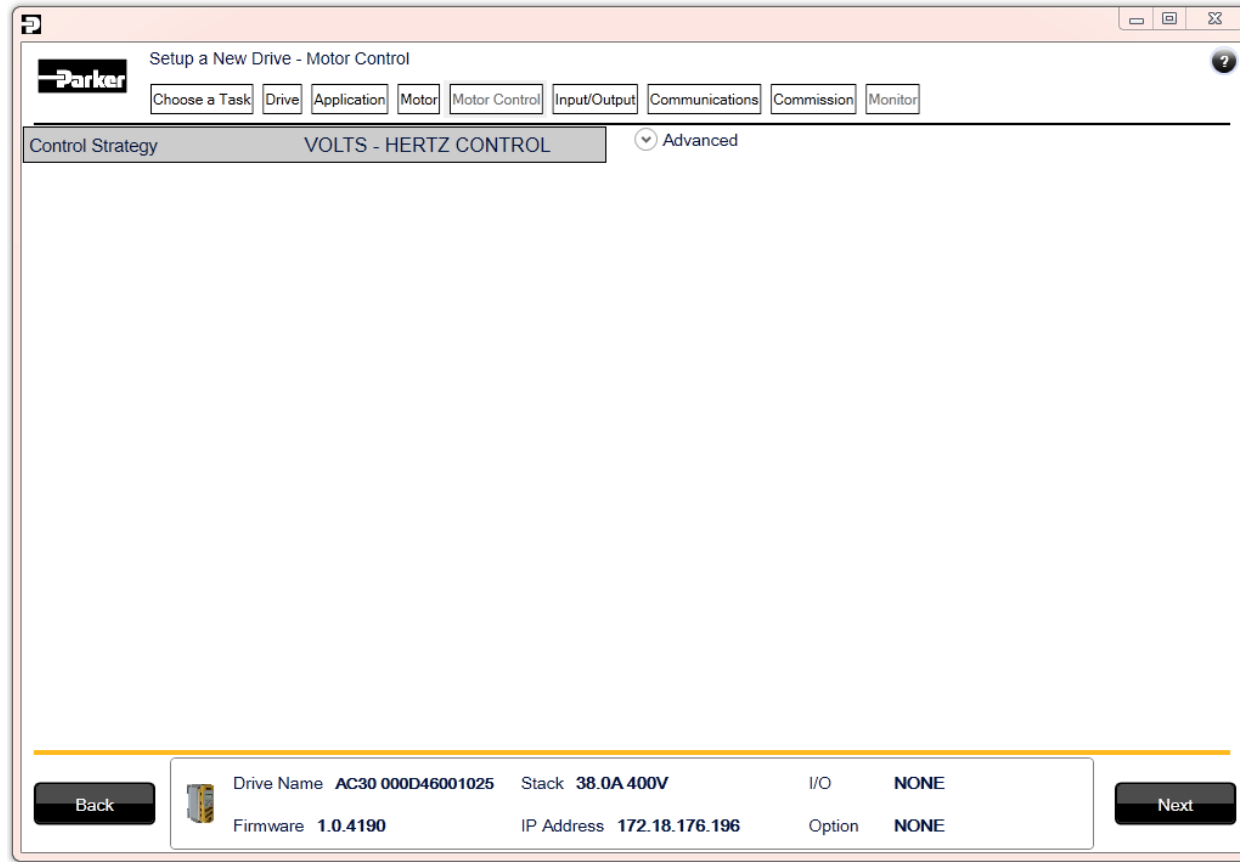 Setup a New Drive - Motor Control
Parker
Choose a Task Drive Application Motor Motor Control Input/Output Communications Commission Monitor
Control Strategy VOLTS - HERTZ CONTROL Advanced
Drive Name AC30 000D46001025 Stack 38.0A 400V I/O NONE
Back Next
Firmware 1.0.4190 IP Address 172.18.176.196 Option NONE